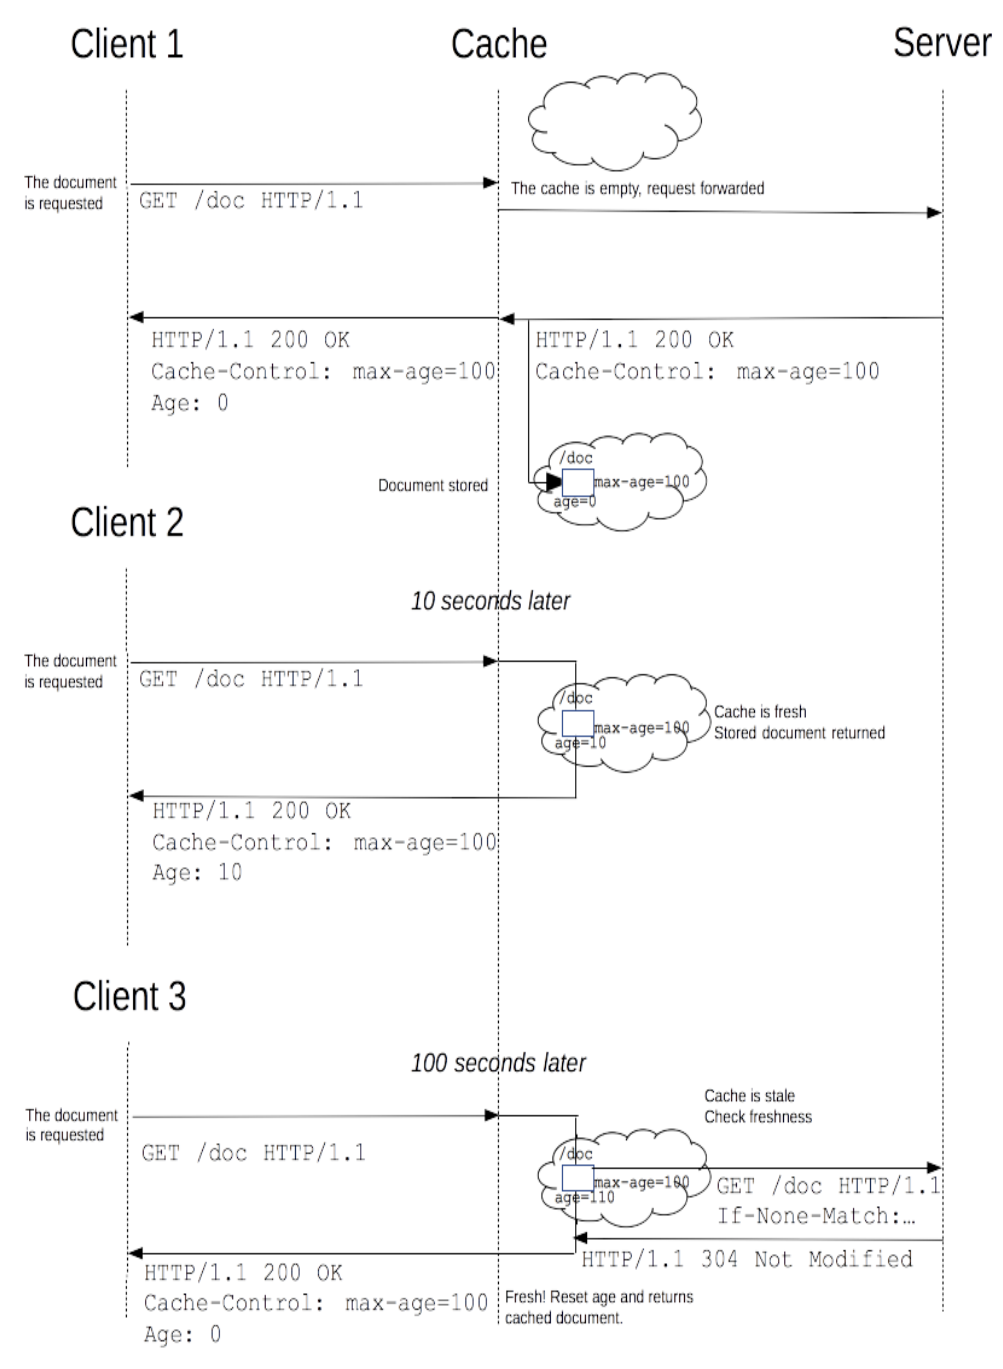 Client 1
Cache
Server
The document
is requested
GET /doc HTTP/1.1
The cache is empty, request forwarded
HTTP/1.1 200 OK
Cache-Control: max-age=100
Age: 0
HTTP/1.1 200 OK
Cache-Control: max-age=100
Document stored
/doc
max-age=100
age=0
Client 2
10 seconds later
The document
is requested
GET /doc HTTP/1.1
/doc
max-age=100
age=10
Cache is fresh
Stored document returned
HTTP/1.1 200 OK
Cache-Control: max-age=100
Age: 10
Client 3
100 seconds later
The document
is requested
GET /doc HTTP/1.1
Cache is stale
Check freshness
/doc
max-age=100
age=110
GET /doc HTTP/1.1
If-None-Match:…
HTTP/1.1 304 Not Modified
HTTP/1.1 200 OK
Cache-Control: max-age=100
Age: 0
Fresh! Reset age and returns
cached document.